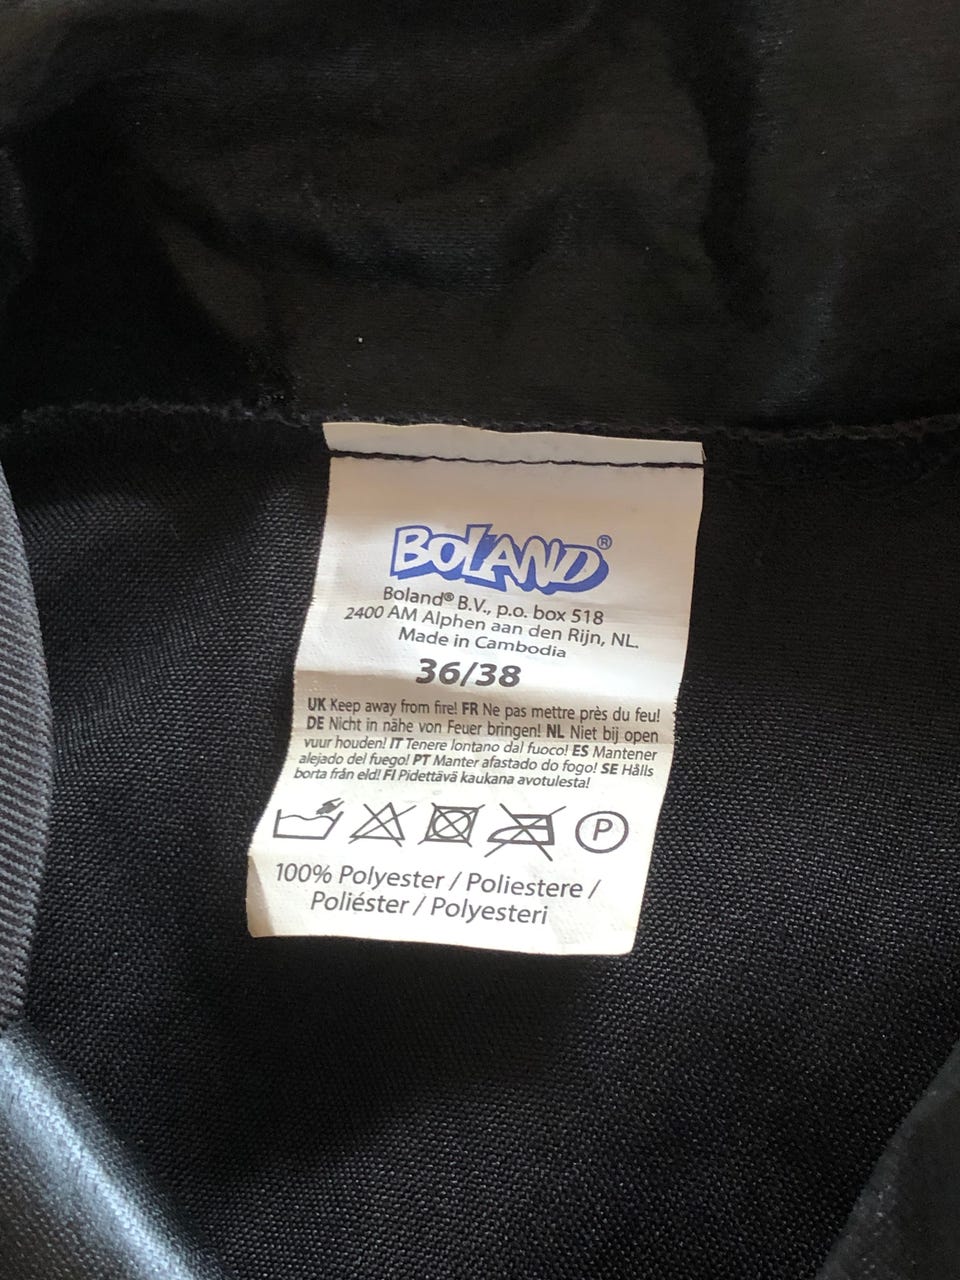 BOLAND®
Boland® B.V., p.o. box 518
2400 AM Alphen aan den Rijn, NL.
Made in Cambodia
36/38
UK Keep away from fire! FR Ne pas mettre près du feu!
DE Nicht in nähe von Feuer bringen! NL Niet bij open
vuur houden! IT Tenere lontano dal fuoco! ES Mantener
alejado del fuego! PT Manter afastado do fogo! SE Hålls
borta från eld! FI Pidettävä kaukana avotulesta!
P
100% Polyester / Poliestere /
Poliéster / Polyesteri